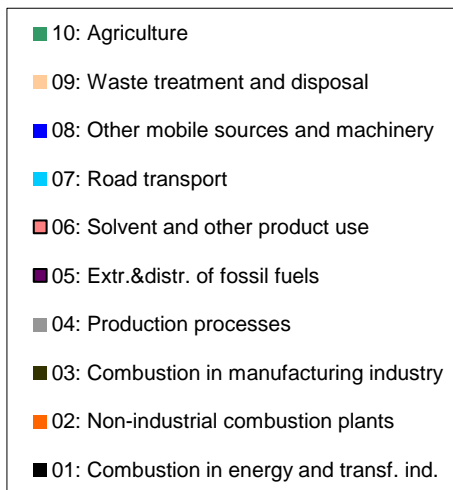 10: Agriculture
09: Waste treatment and disposal
08: Other mobile sources and machinery
07: Road transport
06: Solvent and other product use
05: Extr.&distr. of fossil fuels
04: Production processes
03: Combustion in manufacturing industry
02: Non-industrial combustion plants
01: Combustion in energy and transf. ind.